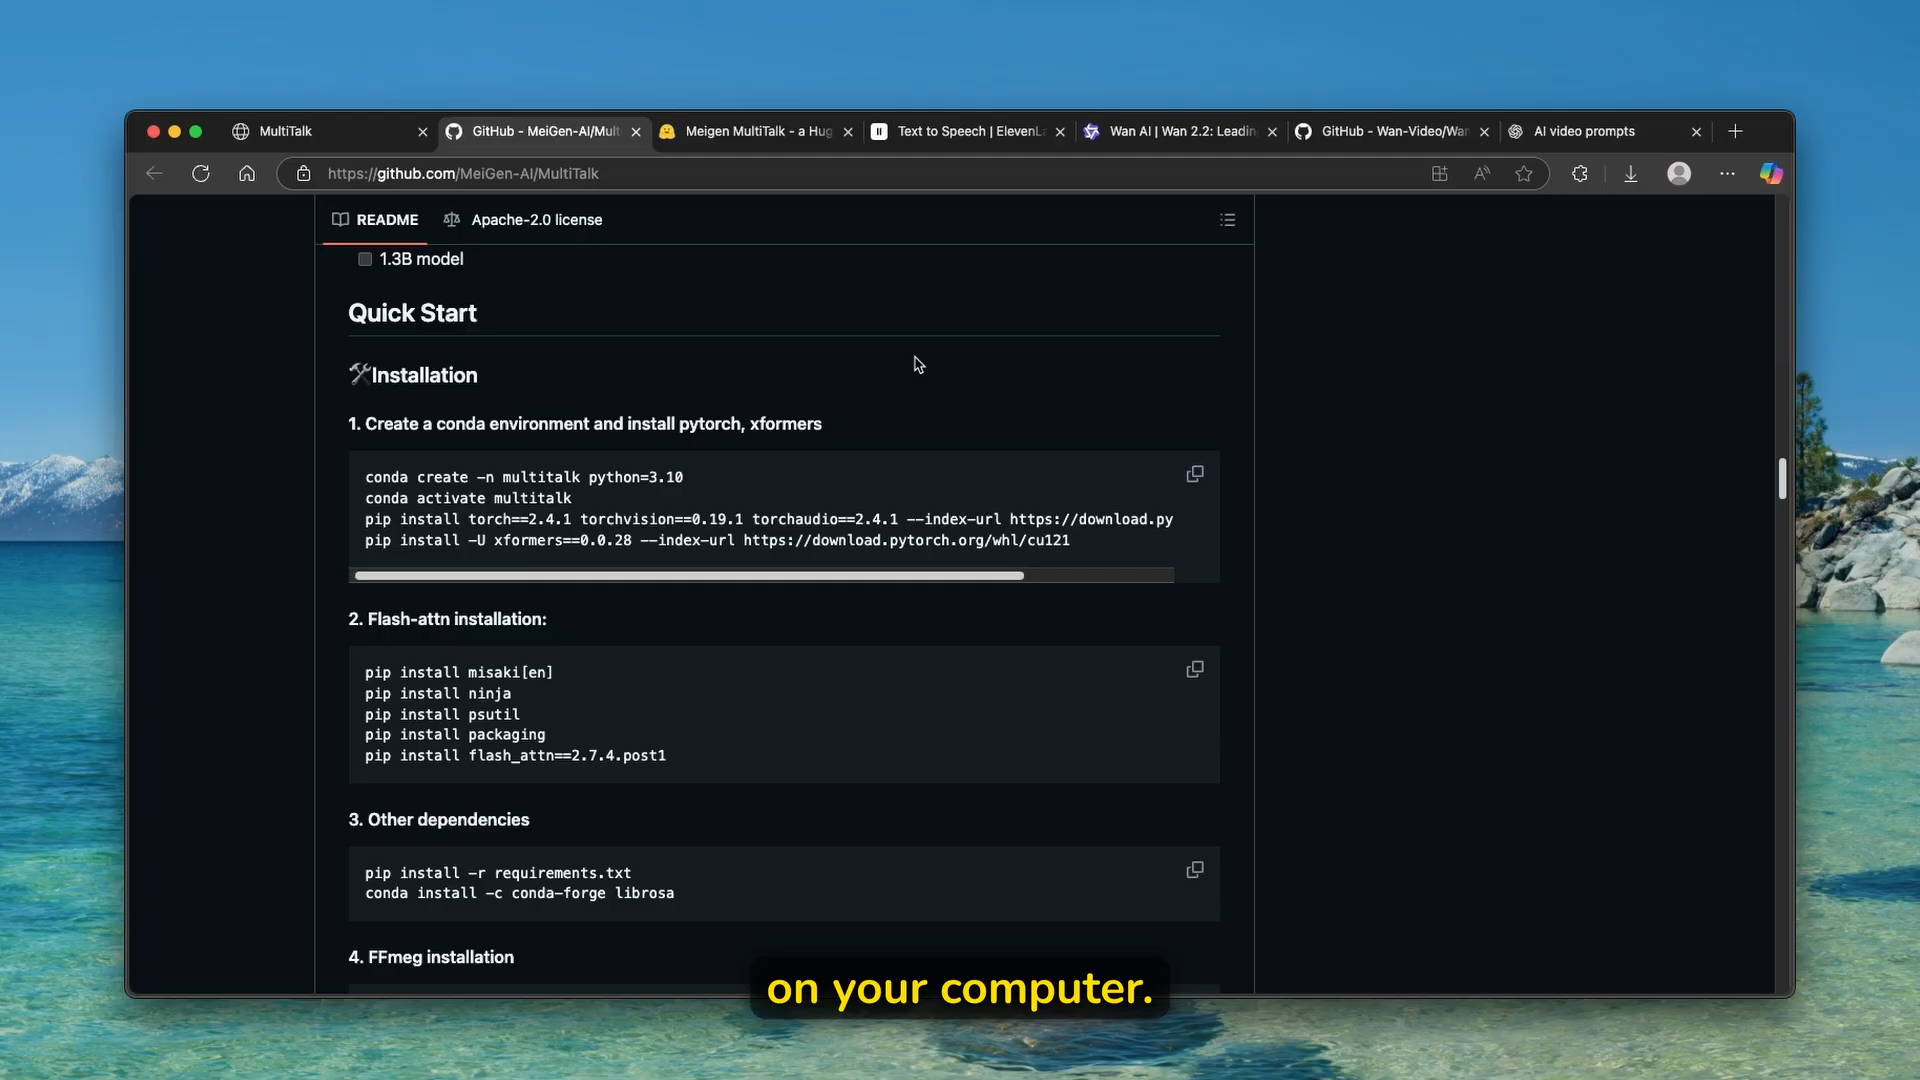 MultiTalk
GitHub - MeiGen-AI/Mult
Meigen MultiTalk - a Hug
Text to Speech | ElevenLa
Wan AI | Wan 2.2: Leadin
GitHub - Wan-Video/Wan
AI video prompts
https://github.com/MeiGen-AI/MultiTalk
README
Apache-2.0 license
1.3B model
Quick Start
🛠️Installation
1. Create a conda environment and install pytorch, xformers
conda create -n multitalk python=3.10
conda activate multitalk
pip install torch==2.4.1 torchvision==0.19.1 torchaudio==2.4.1 --index-url https://download.py
pip install -U xformers==0.0.28 --index-url https://download.pytorch.org/whl/cu121
2. Flash-attn installation:
pip install misaki[en]
pip install ninja
pip install psutil
pip install packaging
pip install flash_attn==2.7.4.post1
3. Other dependencies
pip install -r requirements.txt
conda install -c conda-forge librosa
4. FFmeg installation
on your computer.